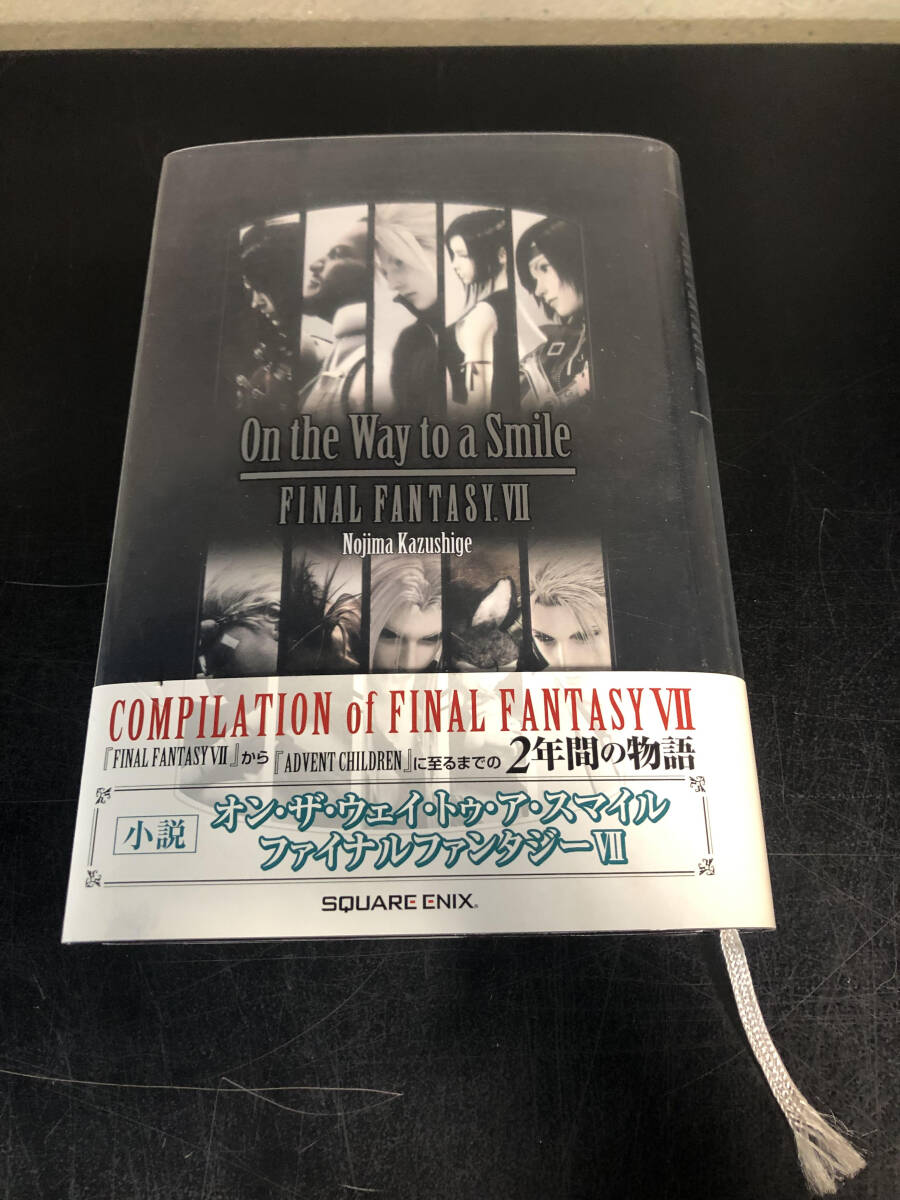 On the Way to a Smile
FINAL FANTASY VII
Nojima Kazushige
COMPILATION of FINAL FANTASY VII
『FINAL FANTASY VII』から『ADVENT CHILDREN』に至るまでの2年間の物語
小説
オン・ザ・ウェイ・トゥ・ア・スマイル
ファイナルファンタジーVII
SQUARE ENIX®